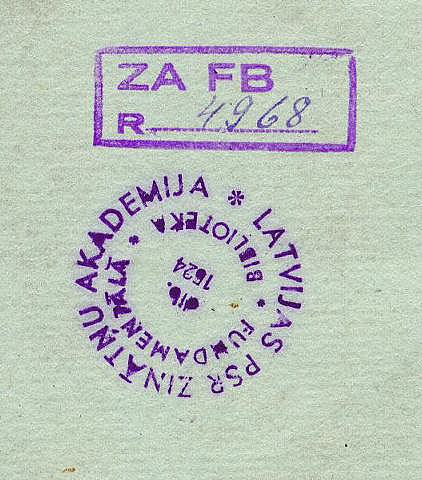 ZA FB
R. 4968
LATVIJAS PSR ZINĀTŅU AKADEMIJA *
FUNDAMENTĀLĀ * BIBLIOTEKA *
1524